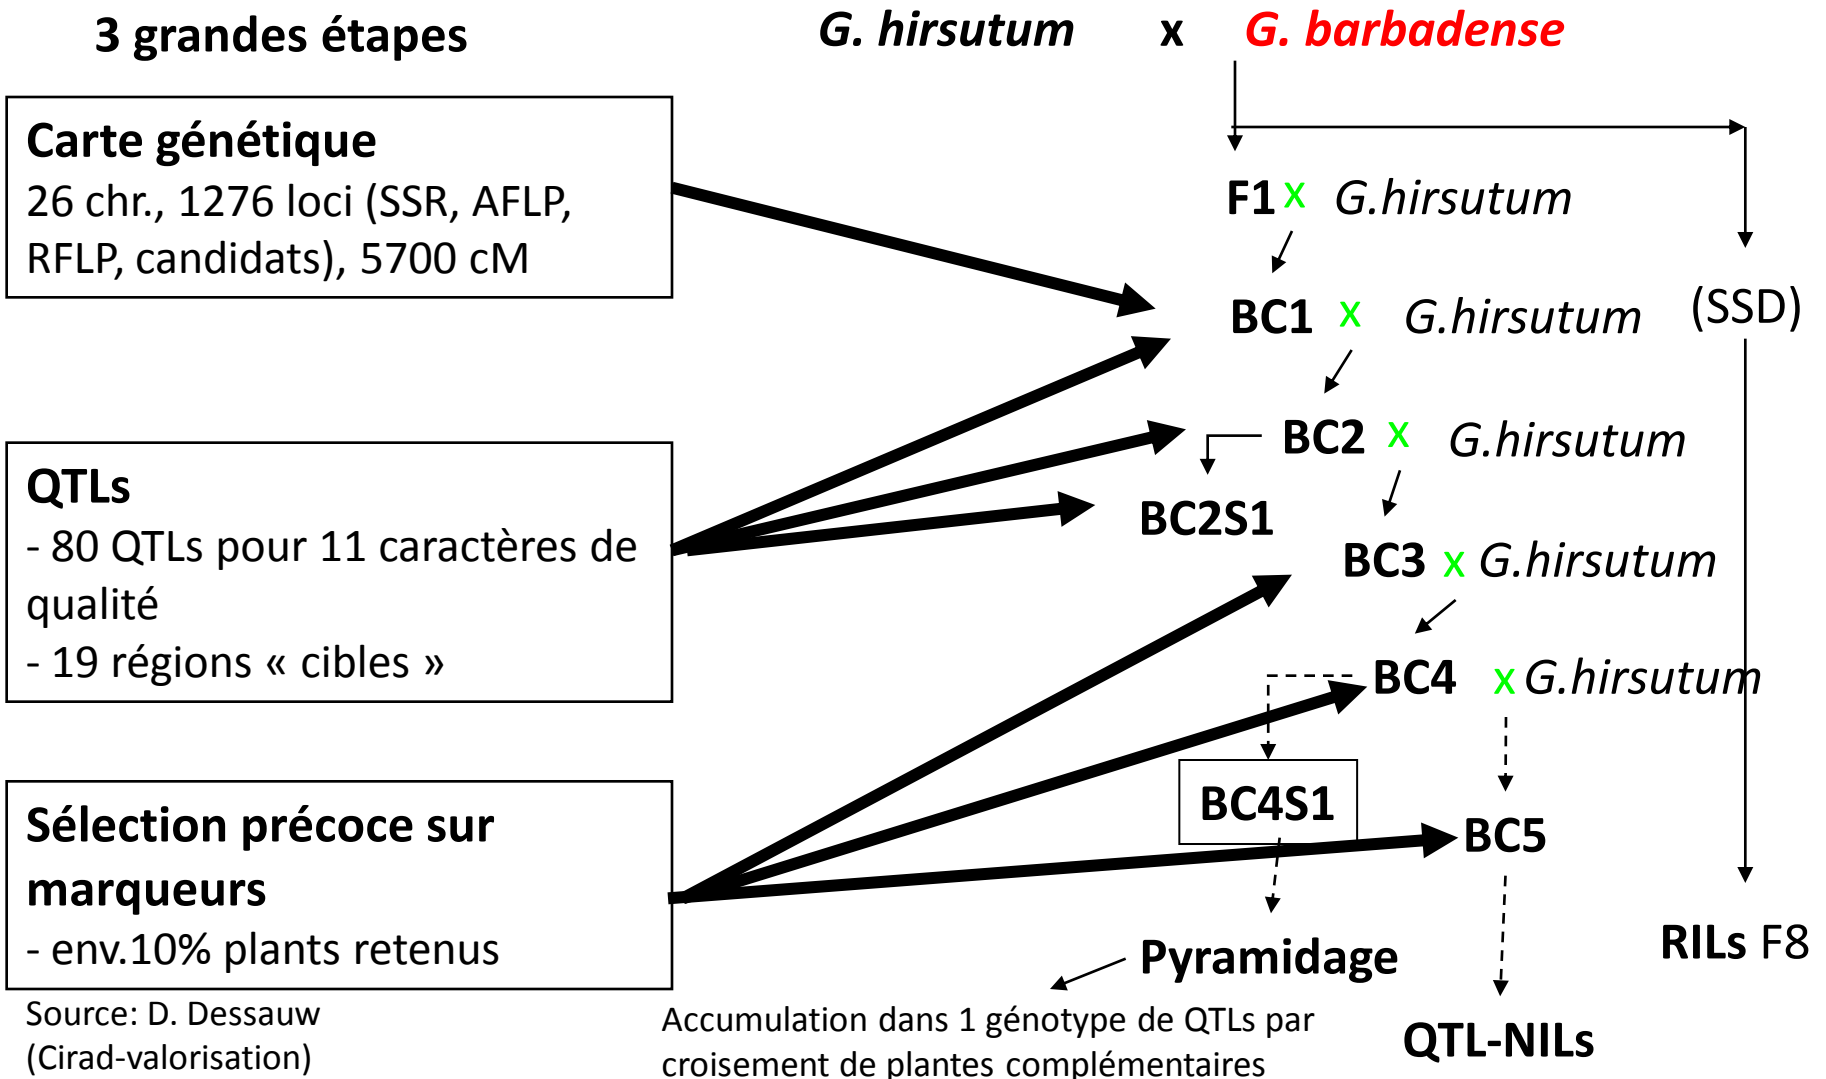 3 grandes étapes
G. hirsutum x G. barbadense
Carte génétique
26 chr., 1276 loci (SSR, AFLP,
RFLP, candidats), 5700 cM
QTLs
- 80 QTLs pour 11 caractères de
qualité
- 19 régions « cibles »
Sélection précoce sur
marqueurs
- env.10% plants retenus
Source: D. Dessauw
(Cirad-valorisation)
F1 x G.hirsutum
BC1 x G.hirsutum
(SSD)
BC2 x G.hirsutum
BC2S1
BC3 x G.hirsutum
BC4 x G.hirsutum
BC4S1
BC5
Pyramidage
RILs F8
Accumulation dans 1 génotype de QTLs par
croisement de plantes complémentaires
QTL-NILs